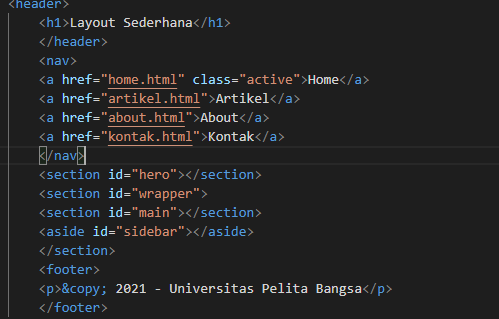 <header>
<h1>Layout Sederhana</h1>
</header>
<nav>
<a href="home.html" class="active">Home</a>
<a href="artikel.html">Artikel</a>
<a href="about.html">About</a>
<a href="kontak.html">Kontak</a>
</nav>
<section id="hero"></section>
<section id="wrapper">
<section id="main"></section>
<aside id="sidebar"></aside>
</section>
<footer>
<p>&copy; 2021 - Universitas Pelita Bangsa</p>
</footer>